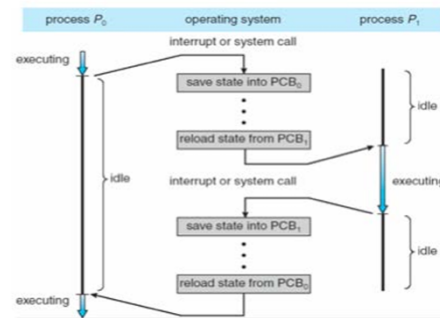 process P0 operating system process P1
interrupt or system call
executing
save state into PCB0
idle
reload state from PCB1
idle
interrupt or system call
executing
save state into PCB1
idle
reload state from PCB0
executing